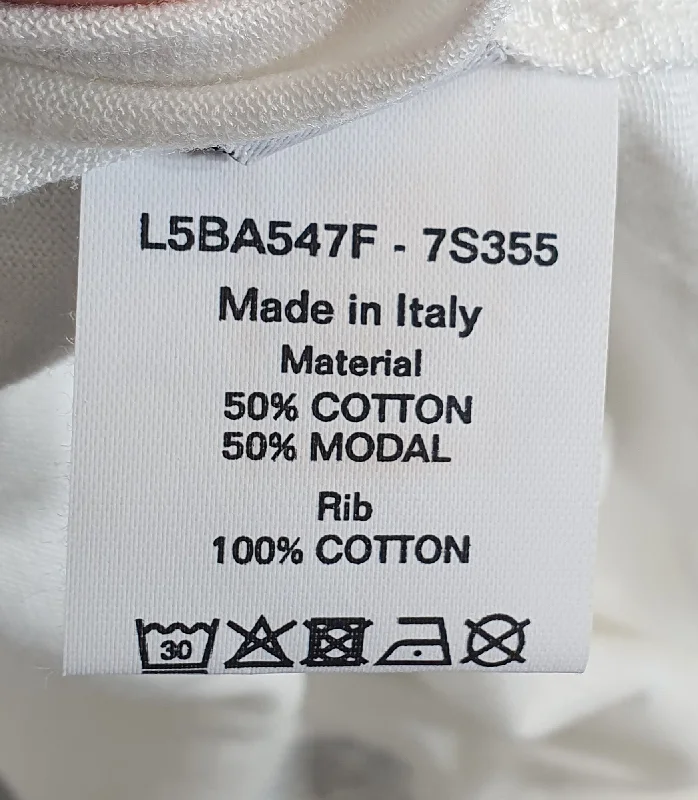 L5BA547F - 7S355
Made in Italy
Material
50% COTTON
50% MODAL
Rib
100% COTTON
30